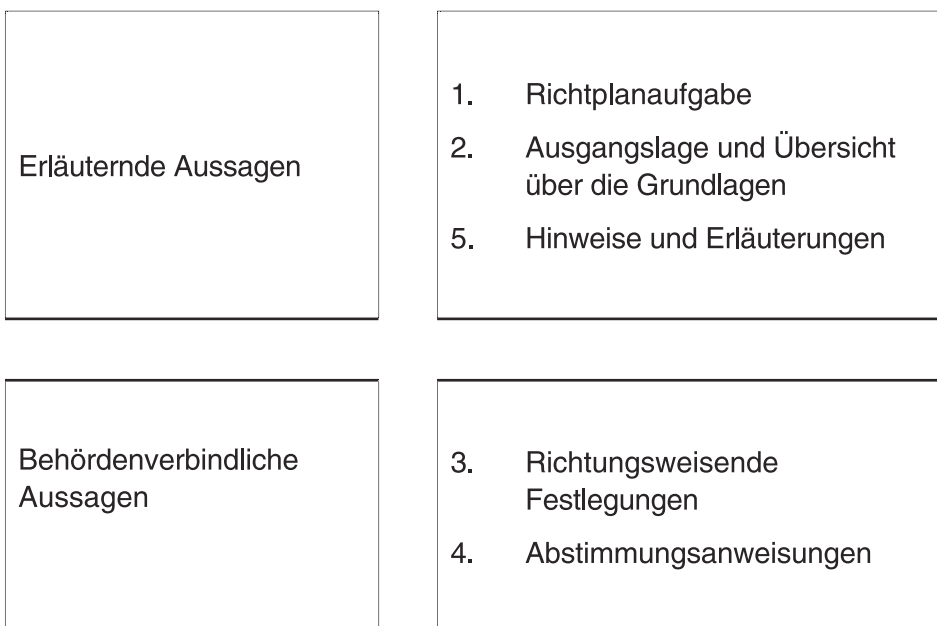 Erläuternde Aussagen
1. Richtplanaufgabe
2. Ausgangslage und Übersicht
über die Grundlagen
5. Hinweise und Erläuterungen
Behördenverbindliche
Aussagen
3. Richtungsweisende
Festlegungen
4. Abstimmungsanweisungen